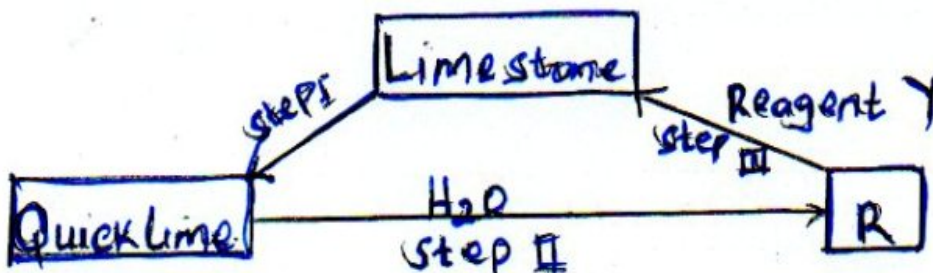 Limestone
Step I
Reagent Y
Step III
Quicklime
H₂O
Step II
R